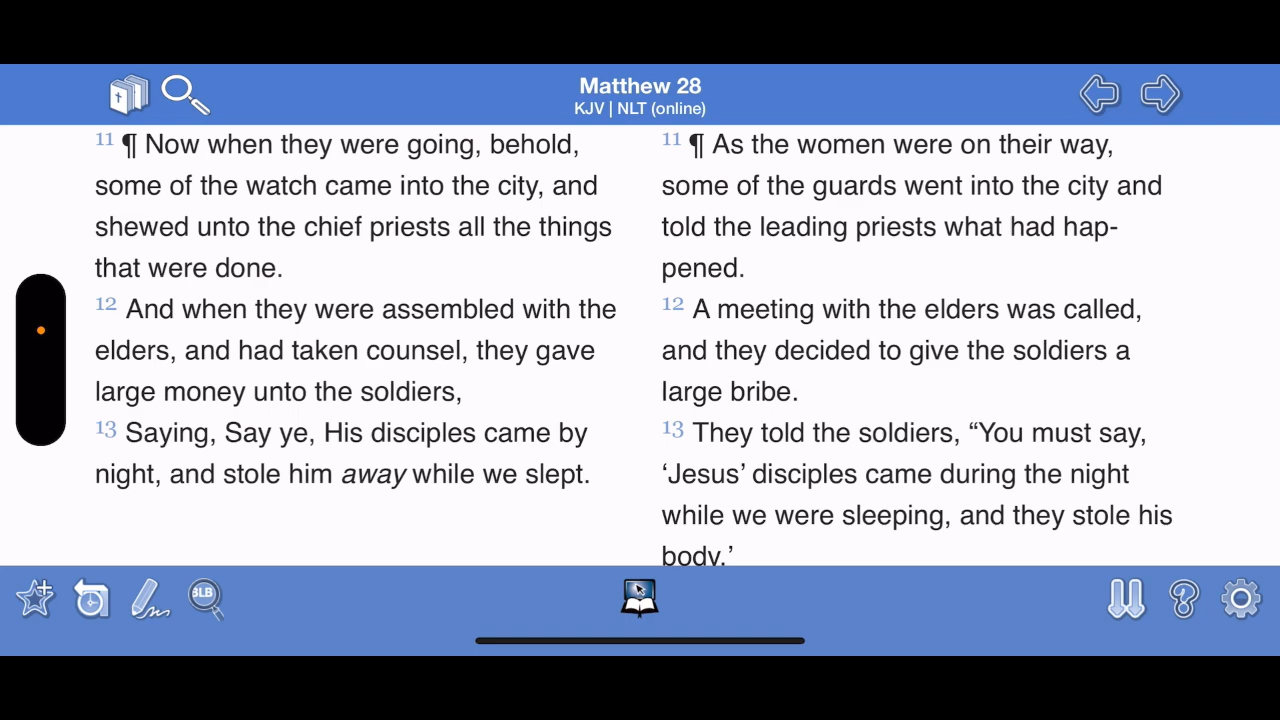 Matthew 28
KJV | NLT (online)
11 ¶ Now when they were going, behold,
some of the watch came into the city, and
shewed unto the chief priests all the things
that were done.
12 And when they were assembled with the
elders, and had taken counsel, they gave
large money unto the soldiers,
13 Saying, Say ye, His disciples came by
night, and stole him away while we slept.
11 ¶ As the women were on their way,
some of the guards went into the city and
told the leading priests what had hap-
pened.
12 A meeting with the elders was called,
and they decided to give the soldiers a
large bribe.
13 They told the soldiers, “You must say,
‘Jesus’ disciples came during the night
while we were sleeping, and they stole his
body.’
BLB